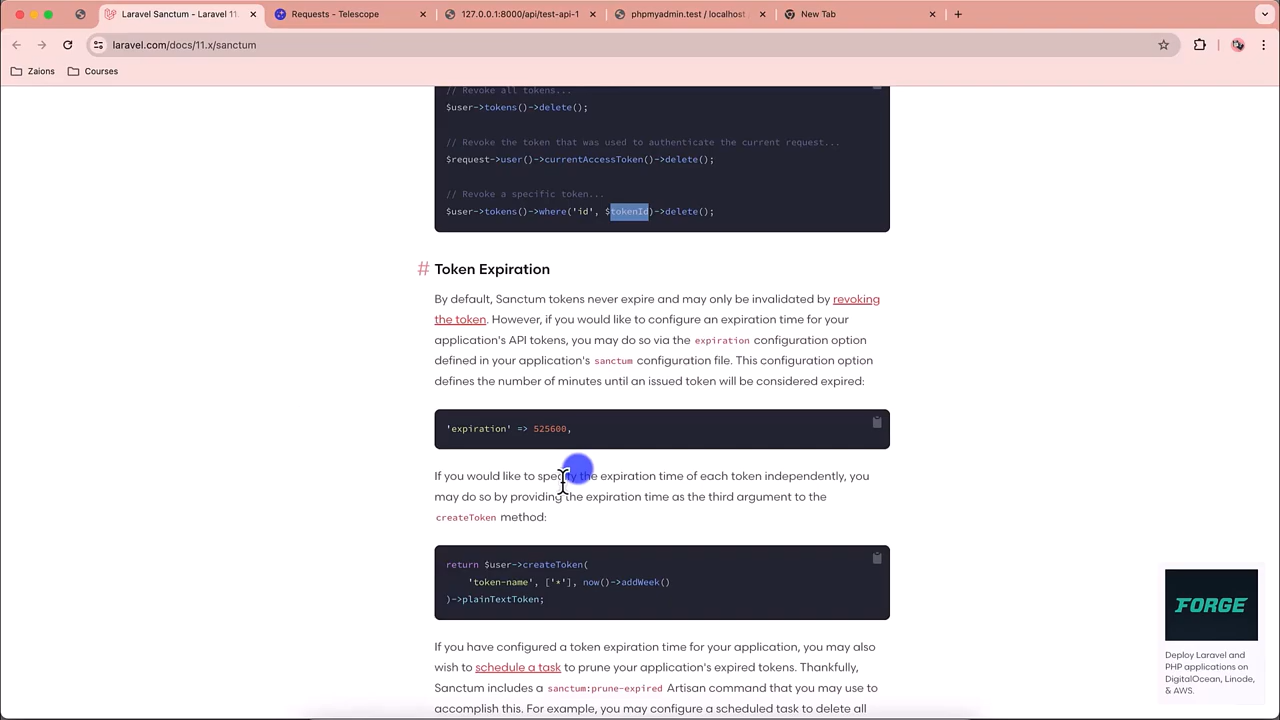 Laravel Sanctum - Laravel 11.
Requests - Telescope
127.0.0.1:8000/api/test-api-1
phpmyadmin.test / localhost
New Tab
laravel.com/docs/11.x/sanctum
Zaions
Courses
// Revoke all tokens...
$user->tokens()->delete();
// Revoke the token that was used to authenticate the current request...
$request->user()->currentAccessToken()->delete();
// Revoke a specific token...
$user->tokens()->where('id', $tokenId)->delete();
# Token Expiration
By default, Sanctum tokens never expire and may only be invalidated by revoking
the token. However, if you would like to configure an expiration time for your
application's API tokens, you may do so via the expiration configuration option
defined in your application's sanctum configuration file. This configuration option
defines the number of minutes until an issued token will be considered expired:
'expiration' => 525600,
If you would like to specify the expiration time of each token independently, you
may do so by providing the expiration time as the third argument to the
createToken method:
return $user->createToken(
'token-name', ['*'], now()->addWeek()
)->plainTextToken;
If you have configured a token expiration time for your application, you may also
wish to schedule a task to prune your application's expired tokens. Thankfully,
Sanctum includes a sanctum:prune-expired Artisan command that you may use to
accomplish this. For example, you may configure a scheduled task to delete all
FORGE
Deploy Laravel and
PHP applications on
DigitalOcean, Linode,
& AWS.